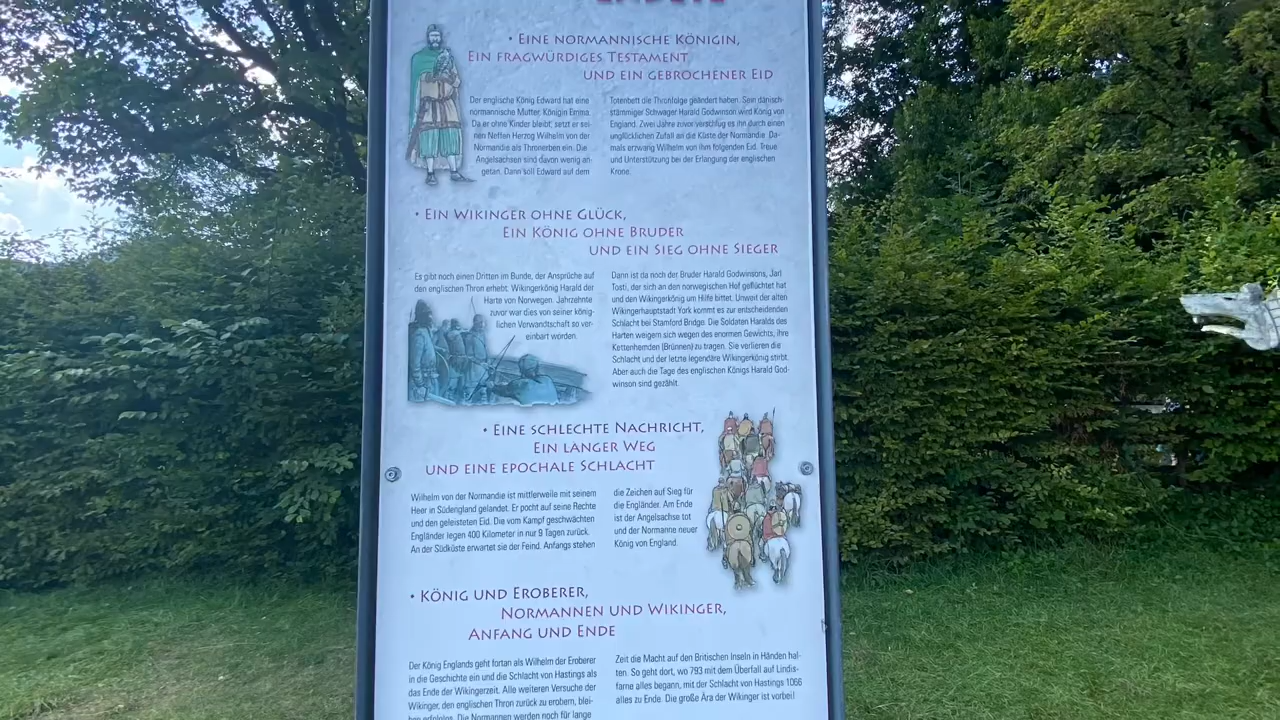 • EINE NORMANNISCHE KÖNIGIN,
EIN FRAGWÜRDIGES TESTAMENT
UND EIN GEBROCHENER EID
Der englische König Edward hat eine
normannische Mutter, Königin Emma.
Da er ohne Kinder bleibt, setzt er sei-
nen Neffen Herzog Wilhelm von der
Normandie als Thronerben ein. Die
Angelsachsen sind davon wenig an-
getan. Dann soll Edward auf dem
Totenbett die Thronfolge geändert haben. Sein dänisch-
stämmiger Schwager Harald Godwinson wird König von
England. Zwei Jahre zuvor verschlug es ihn durch einen
unglücklichen Zufall an die Küste der Normandie. Da-
mals erzwang Wilhelm von ihm folgenden Eid: Treue
und Unterstützung bei der Erlangung der englischen
Krone.
• EIN WIKINGER OHNE GLÜCK,
EIN KÖNIG OHNE BRUDER
UND EIN SIEG OHNE SIEGER
Es gibt noch einen Dritten im Bunde, der Ansprüche auf
den englischen Thron erhebt: Wikingerkönig Harald der
Harte von Norwegen. Jahrzehnte
zuvor war dies von seiner könig-
lichen Verwandtschaft so ver-
einbart worden.
Dann ist da noch der Bruder Harald Godwinsons, Jarl
Tosti, der sich an den norwegischen Hof geflüchtet hat
und den Wikingerkönig um Hilfe bittet. Unweit der alten
Wikingerhauptstadt York kommt es zur entscheidenden
Schlacht bei Stamford Bridge. Die Soldaten Haralds des
Harten weigern sich wegen des enormen Gewichts, ihre
Kettenhemden (Brünnen) zu tragen. Sie verlieren die
Schlacht und der letzte legendäre Wikingerkönig stirbt.
Aber auch die Tage des englischen Königs Harald God-
winson sind gezählt.
• EINE SCHLECHTE NACHRICHT,
EIN LANGER WEG
UND EINE EPOCHALE SCHLACHT
Wilhelm von der Normandie ist mittlerweile mit seinem
Heer in Südengland gelandet. Er pocht auf seine Rechte
und den geleisteten Eid. Die vom Kampf geschwächten
Engländer legen 400 Kilometer in nur 9 Tagen zurück.
An der Südküste erwartet sie der Feind. Anfangs stehen
die Zeichen auf Sieg für
die Engländer. Am Ende
ist der Angelsachse tot
und der Normanne neuer
König von England.
• KÖNIG UND EROBERER,
NORMANNEN UND WIKINGER,
ANFANG UND ENDE
Der König Englands geht fortan als Wilhelm der Eroberer
in die Geschichte ein und die Schlacht von Hastings als
das Ende der Wikingerzeit. Alle weiteren Versuche der
Wikinger, den englischen Thron zurück zu erobern, blei-
ben erfolglos. Die Normannen werden noch für lange
Zeit die Macht auf den Britischen Inseln in Händen hal-
ten. So geht dort, wo 793 mit dem Überfall auf Lindis-
farne alles begann, mit der Schlacht von Hastings 1066
alles zu Ende. Die große Ära der Wikinger ist vorbei!